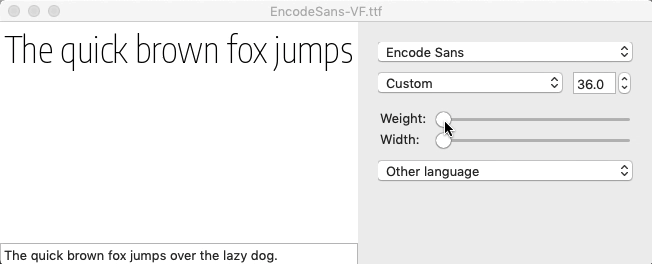 EncodeSans-VF.ttf
The quick brown fox jumps
Encode Sans
Custom
36.0
Weight:
Width:
Other language
The quick brown fox jumps over the lazy dog.